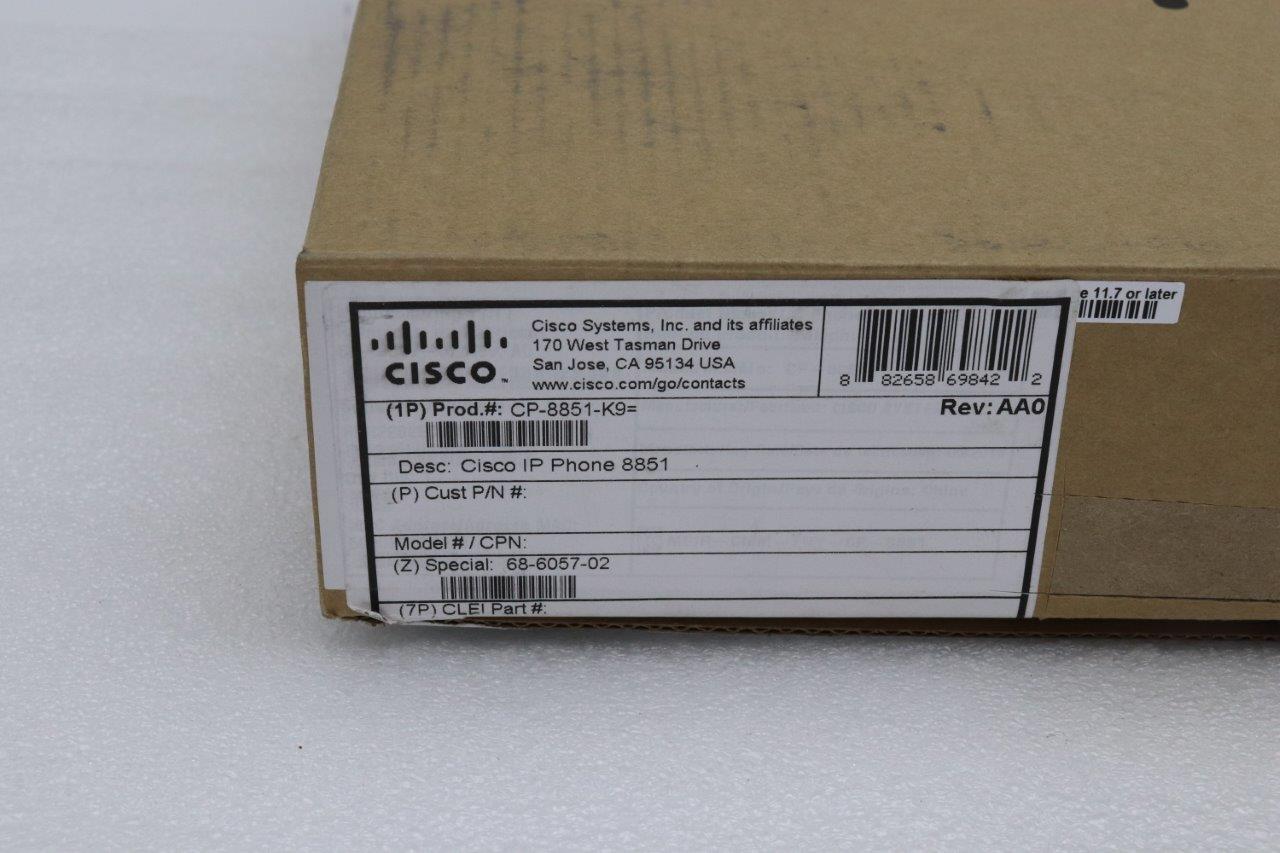 CISCO™
Cisco Systems, Inc. and its affiliates
170 West Tasman Drive
San Jose, CA 95134 USA
www.cisco.com/go/contacts
8 82658 69842 2
e 11.7 or later
(1P) Prod.#: CP-8851-K9=
Rev: AA0
Desc: Cisco IP Phone 8851
(P) Cust P/N #:
Model # / CPN:
(Z) Special: 68-6057-02
(7P) CLEI Part #: